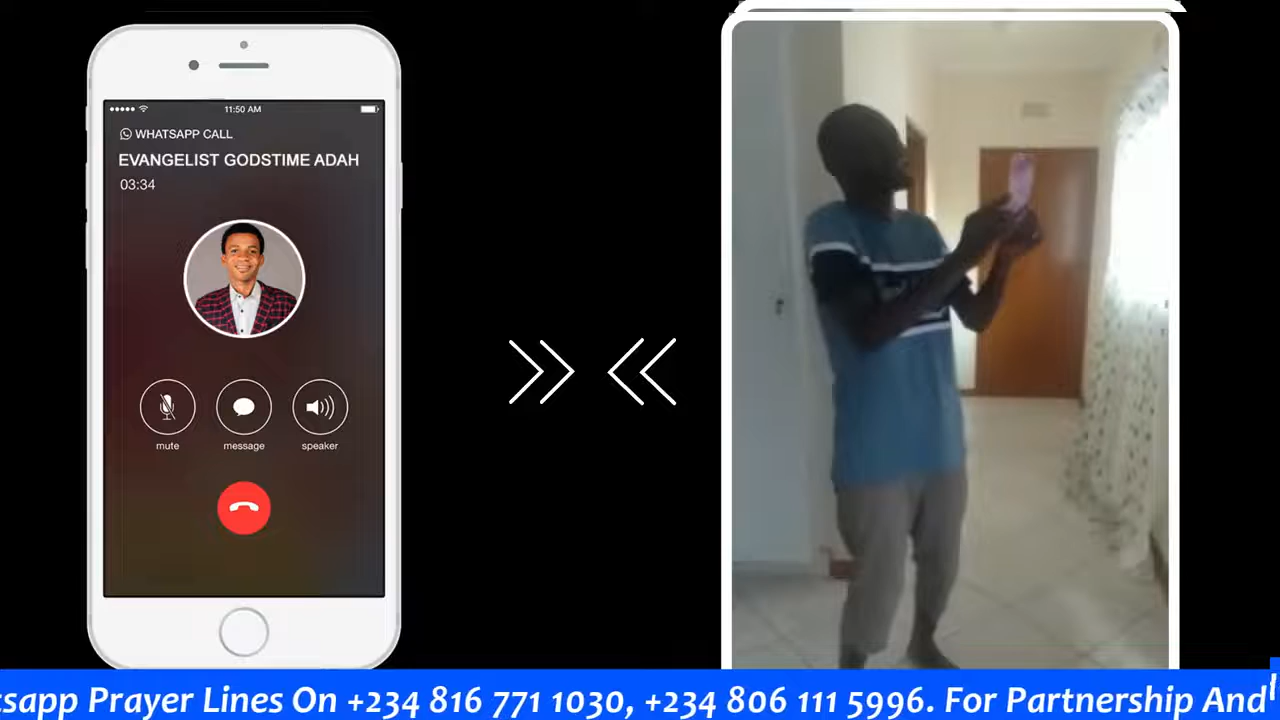 11:50 AM
WHATSAPP CALL
EVANGELIST GODSTIME ADAH
03:34
mute
message
speaker
Prayer Lines On +234 816 771 1030, +234 806 111 5996. For Partnership And